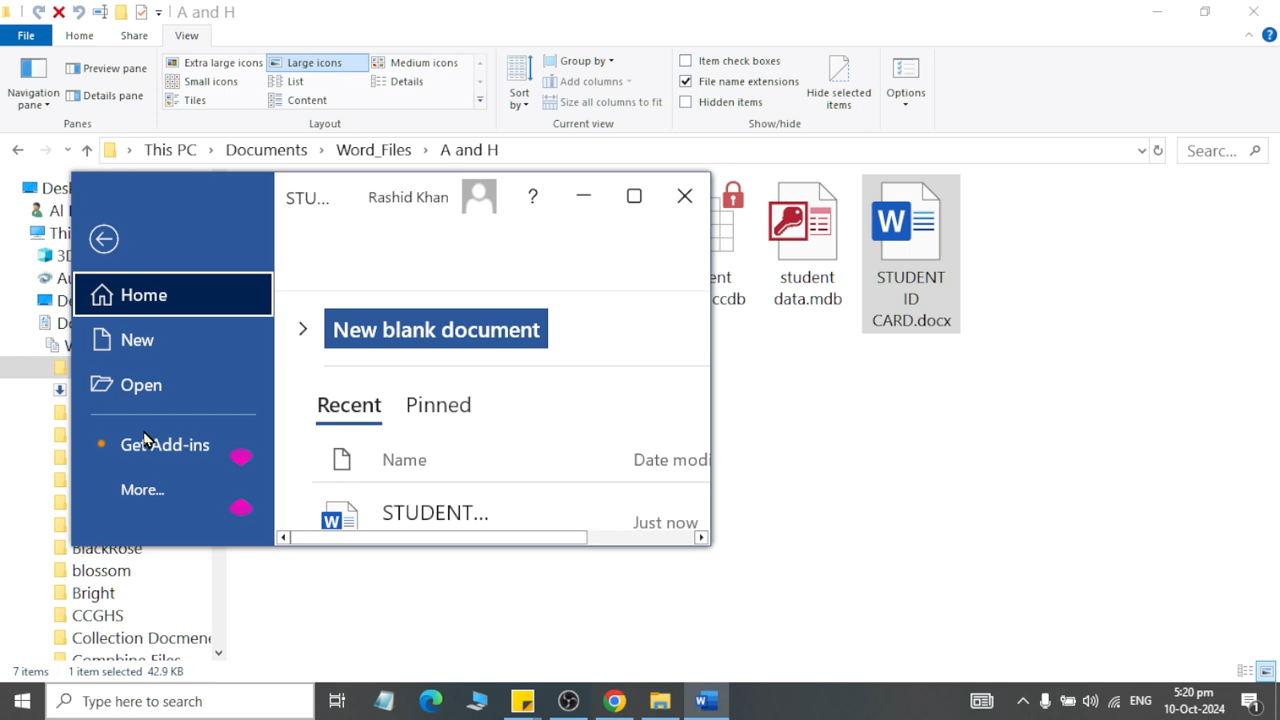 A and H
File Home Share View
Preview pane
Details pane
Navigation pane
Panes
Extra large icons Large icons Medium icons
Small icons List Details
Tiles Content
Layout
Sort by
Group by
Add columns
Size all columns to fit
Current view
Item check boxes
File name extensions
Hidden items
Hide selected items
Show/hide
Options
This PC › Documents › Word_Files › A and H
Searc...
STU... Rashid Khan ?
Home
New
Open
Get Add-ins
More...
New blank document
Recent Pinned
Name Date modi
STUDENT... Just now
student
data.mdb
STUDENT
ID
CARD.docx
ccdb
BlackRose
blossom
Bright
CCGHS
Collection Docmene
7 items 1 item selected 42.9 KB
Type here to search
ENG
5:20 pm
10-Oct-2024
1